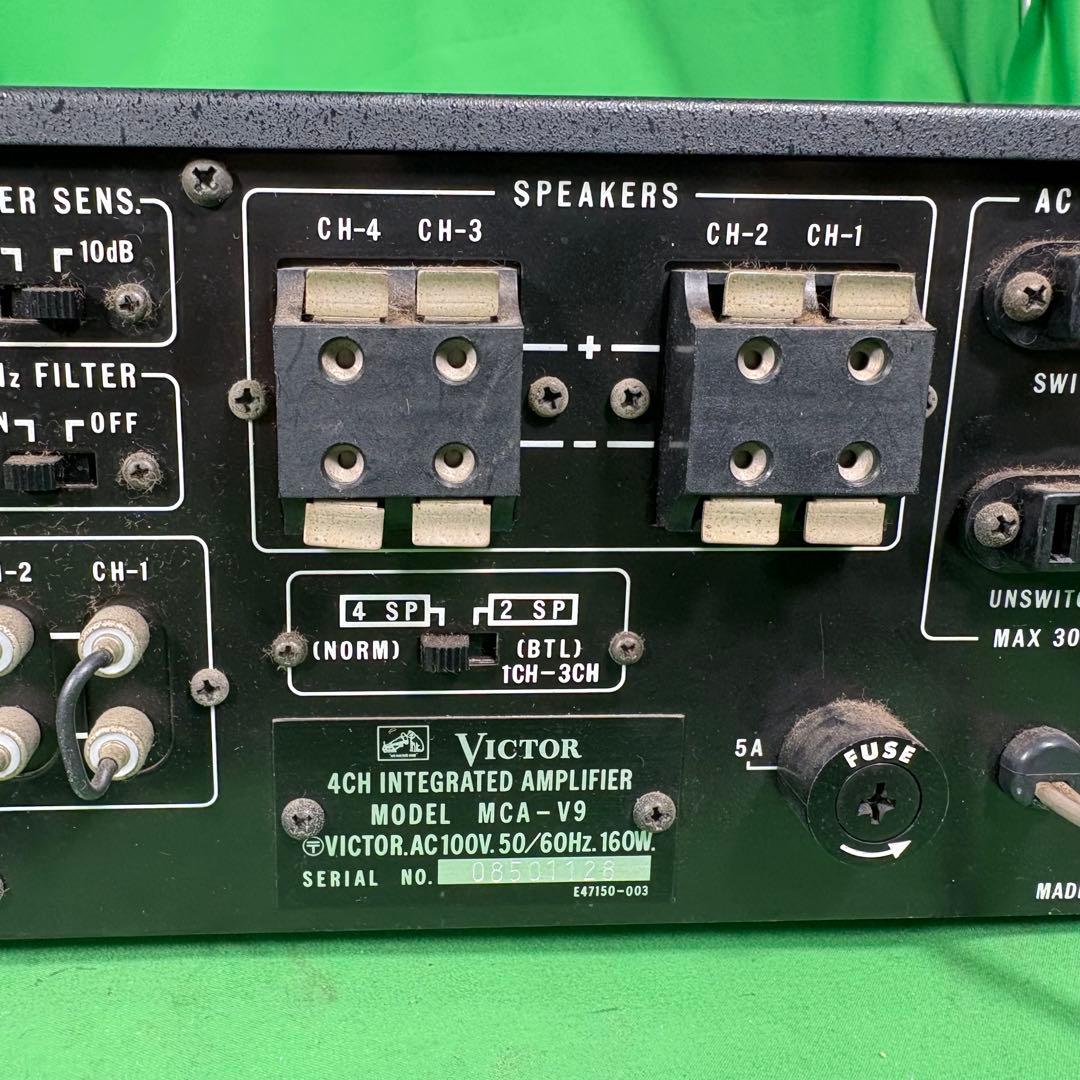 ER SENS.
10dB
Hz FILTER
OFF
SPEAKERS
CH-4 CH-3
CH-2 CH-1
+
-
AC
SWI
UNSWITC
MAX 30
-2 CH-1
4 SP 2 SP
(NORM) (BTL)
1CH-3CH
VICTOR
4CH INTEGRATED AMPLIFIER
MODEL MCA-V9
〒VICTOR.AC100V.50/60Hz.160W.
SERIAL NO. 08501128
E47150-003
5A
FUSE
MADE